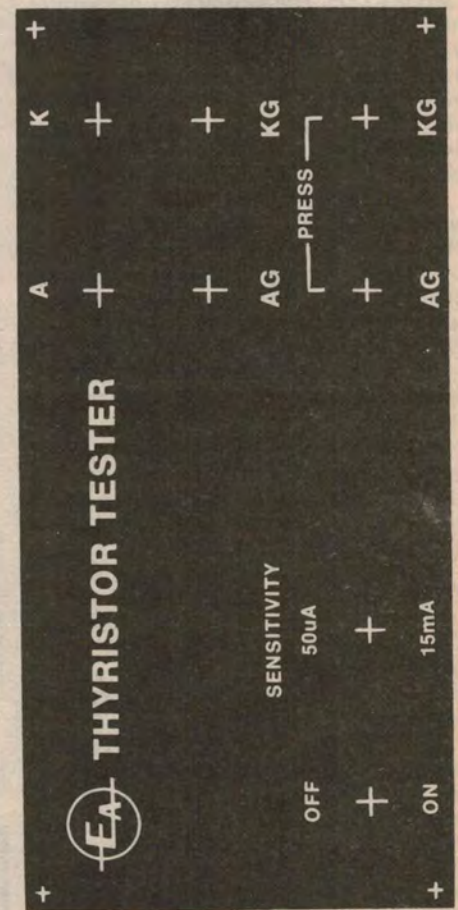 A K
EA THYRISTOR TESTER
SENSITIVITY AG KG
OFF 50uA PRESS
ON 15mA AG KG